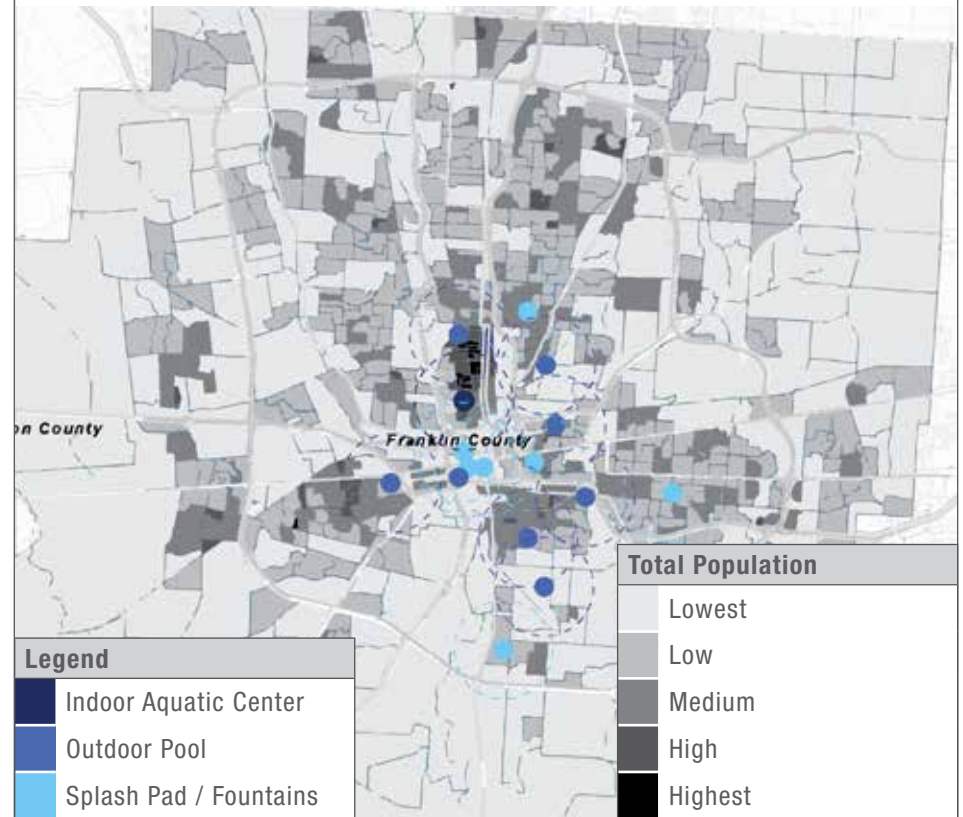 on County
Franklin County
Legend
Indoor Aquatic Center
Outdoor Pool
Splash Pad / Fountains
Total Population
Lowest
Low
Medium
High
Highest